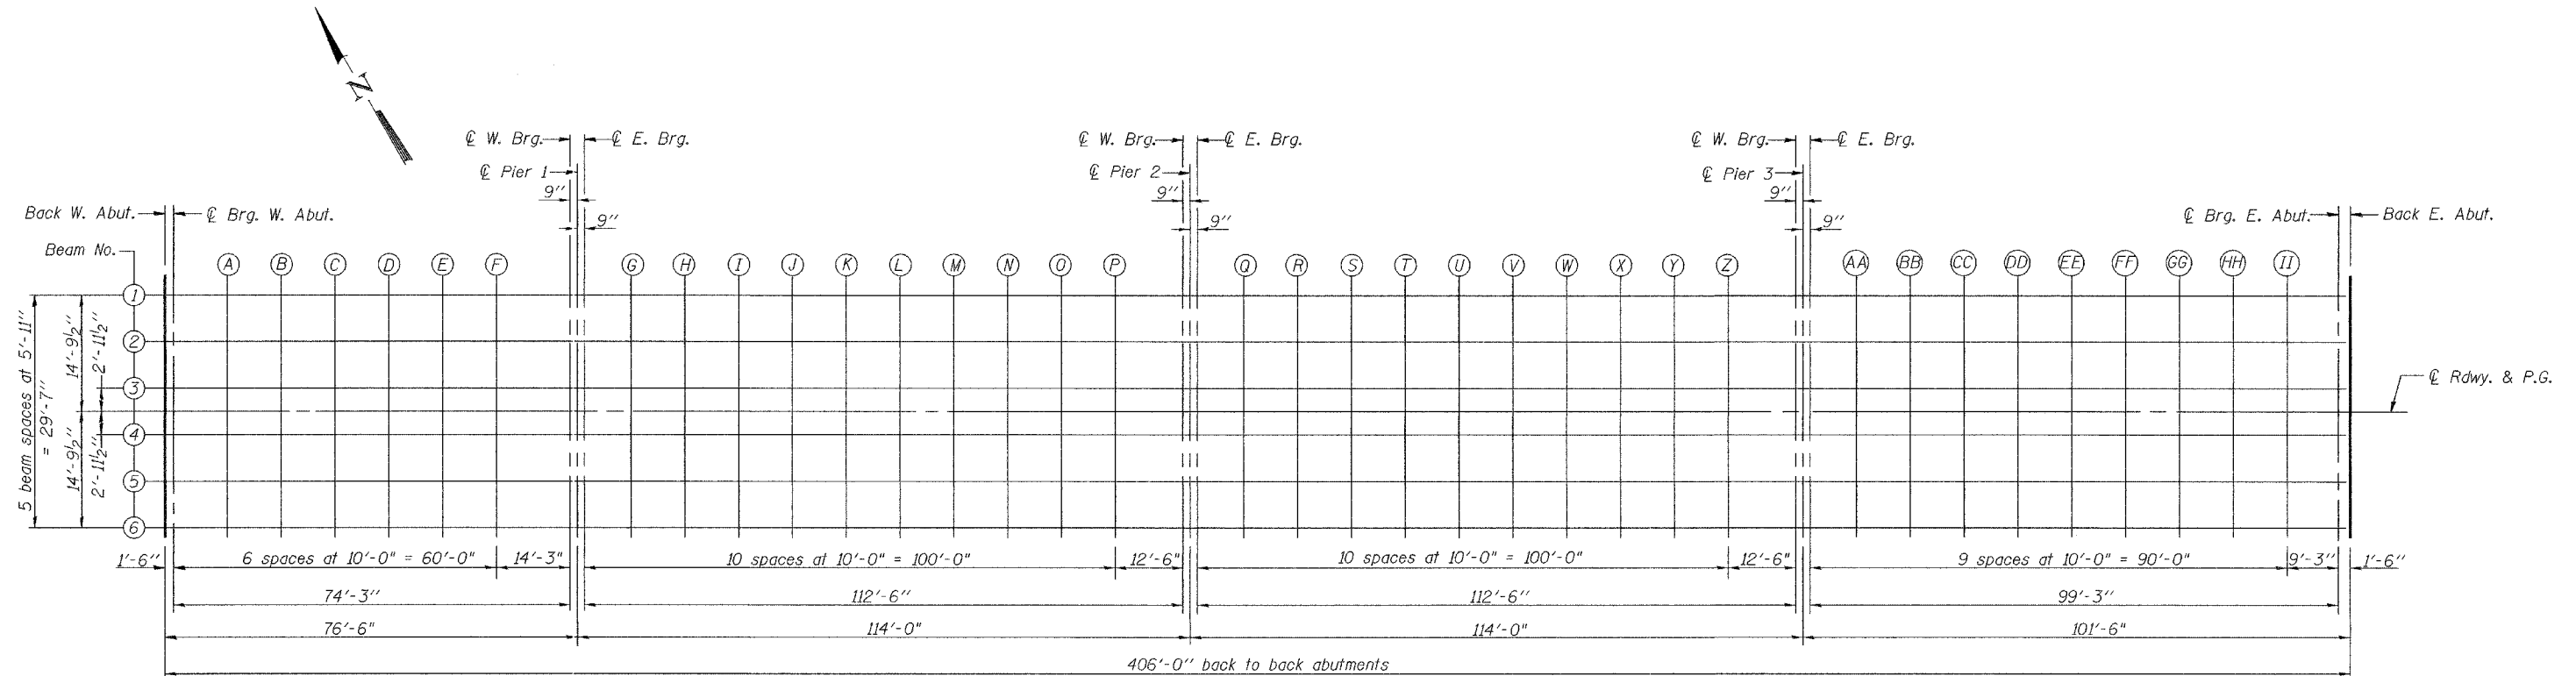 N
℄ W. Brg. ℄ E. Brg. ℄ W. Brg. ℄ E. Brg. ℄ W. Brg. ℄ E. Brg.
℄ Pier 1 ℄ Pier 2 ℄ Pier 3
9" 9" 9"
Back W. Abut. ℄ Brg. W. Abut. 9" 9" 9" ℄ Brg. E. Abut. Back E. Abut.
Beam No.
A B C D E F G H I J K L M N O P Q R S T U V W X Y Z AA BB CC DD EE FF GG HH II
1
2
3
4
5
6
5 beam spaces at 5'-11"
= 29'-7"
14'-9½"
14'-9½"
2'-11½"
2'-11½"
℄ Rdwy. & P.G.
1'-6" 6 spaces at 10'-0" = 60'-0" 14'-3" 10 spaces at 10'-0" = 100'-0" 12'-6" 10 spaces at 10'-0" = 100'-0" 12'-6" 9 spaces at 10'-0" = 90'-0" 9'-3" 1'-6"
74'-3" 112'-6" 112'-6" 99'-3"
76'-6" 114'-0" 114'-0" 101'-6"
406'-0" back to back abutments